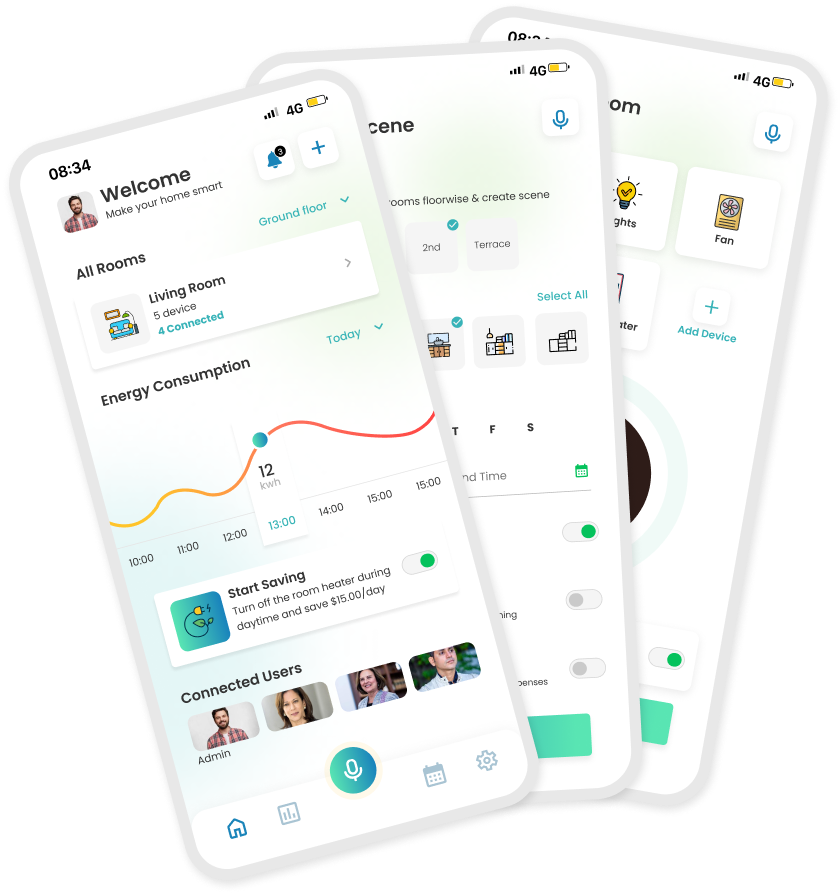 08:34
4G
3
Welcome
Make your home smart
Ground floor
All Rooms
Living Room
5 device
4 Connected
Today
Energy Consumption
12
kwh
10:00
11:00
12:00
13:00
14:00
15:00
15:00
Start Saving
Turn off the room heater during
daytime and save $15.00/day
Connected Users
Admin
4G
cene
rooms floorwise & create scene
2nd
Terrace
Select All
T
F
S
nd Time
ning
penses
4G
om
ghts
Fan
ater
Add Device